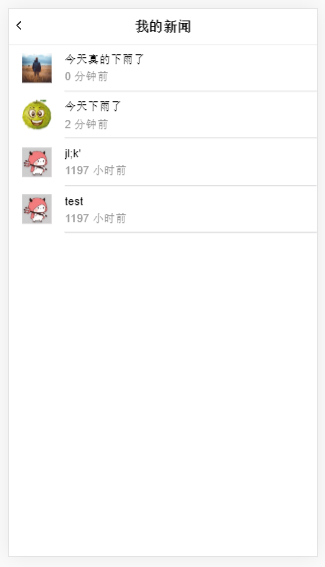 我的新闻
今天真的下雨了
0 分钟前
今天下雨了
2 分钟前
jl;k'
1197 小时前
test
1197 小时前